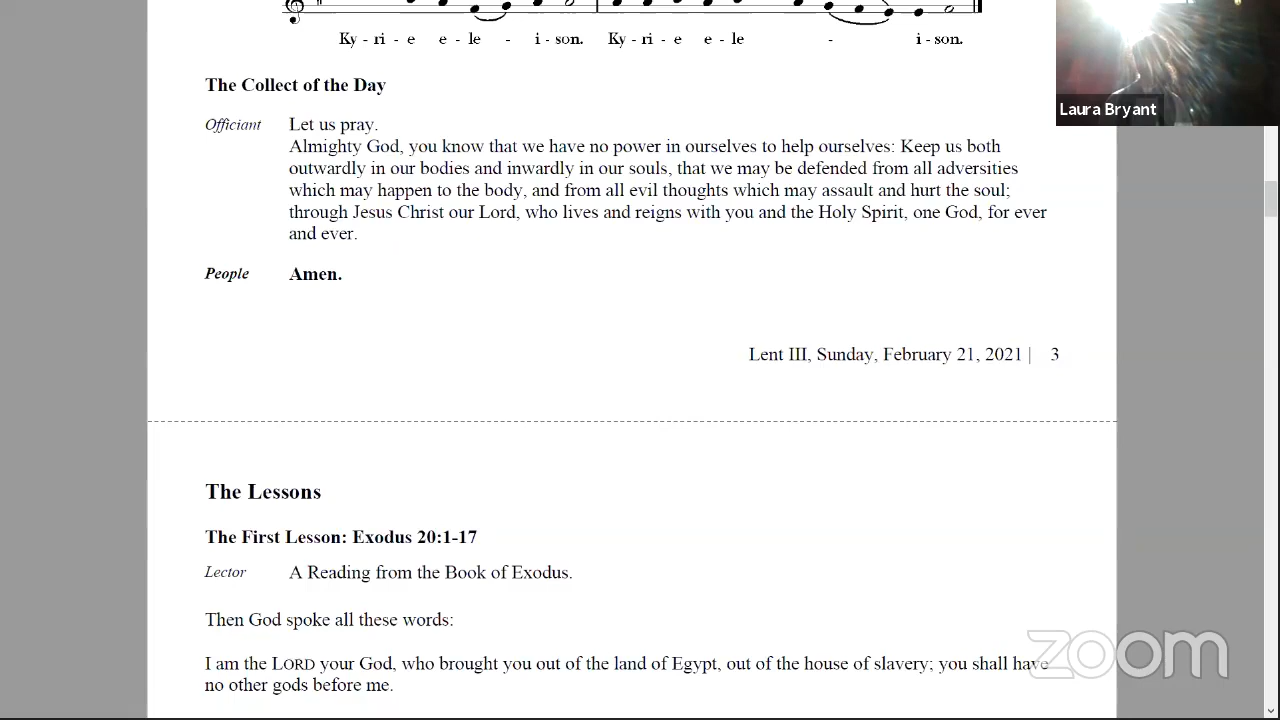 Ky - ri - e e - le - i - son. Ky - ri - e e - le - i - son.
The Collect of the Day
Laura Bryant
Officiant Let us pray.
Almighty God, you know that we have no power in ourselves to help ourselves: Keep us both
outwardly in our bodies and inwardly in our souls, that we may be defended from all adversities
which may happen to the body, and from all evil thoughts which may assault and hurt the soul;
through Jesus Christ our Lord, who lives and reigns with you and the Holy Spirit, one God, for ever
and ever.
People Amen.
Lent III, Sunday, February 21, 2021 | 3
The Lessons
The First Lesson: Exodus 20:1-17
Lector A Reading from the Book of Exodus.
Then God spoke all these words:
I am the LORD your God, who brought you out of the land of Egypt, out of the house of slavery; you shall have
no other gods before me.
zoom